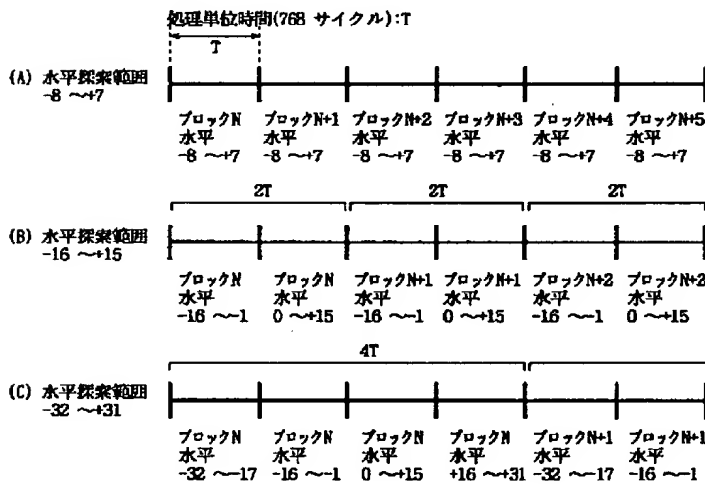 処理単位時間(768 サイクル):T
T
(A) 水平探索範囲
-8 ~+7
ブロックN ブロックN+1 ブロックN+2 ブロックN+3 ブロックN+4 ブロックN+5
水平 水平 水平 水平 水平 水平
-8 ~+7 -8 ~+7 -8 ~+7 -8 ~+7 -8 ~+7 -8 ~+7
2T 2T 2T
(B) 水平探索範囲
-16 ~+15
ブロックN ブロックN ブロックN+1 ブロックN+1 ブロックN+2 ブロックN+2
水平 水平 水平 水平 水平 水平
-16 ~-1 0 ~+15 -16 ~-1 0 ~+15 -16 ~-1 0 ~+15
4T
(C) 水平探索範囲
-32 ~+31
ブロックN ブロックN ブロックN ブロックN ブロックN+1 ブロックN+1
水平 水平 水平 水平 水平 水平
-32 ~-17 -16 ~-1 0 ~+15 +16 ~+31 -32 ~-17 -16 ~-1